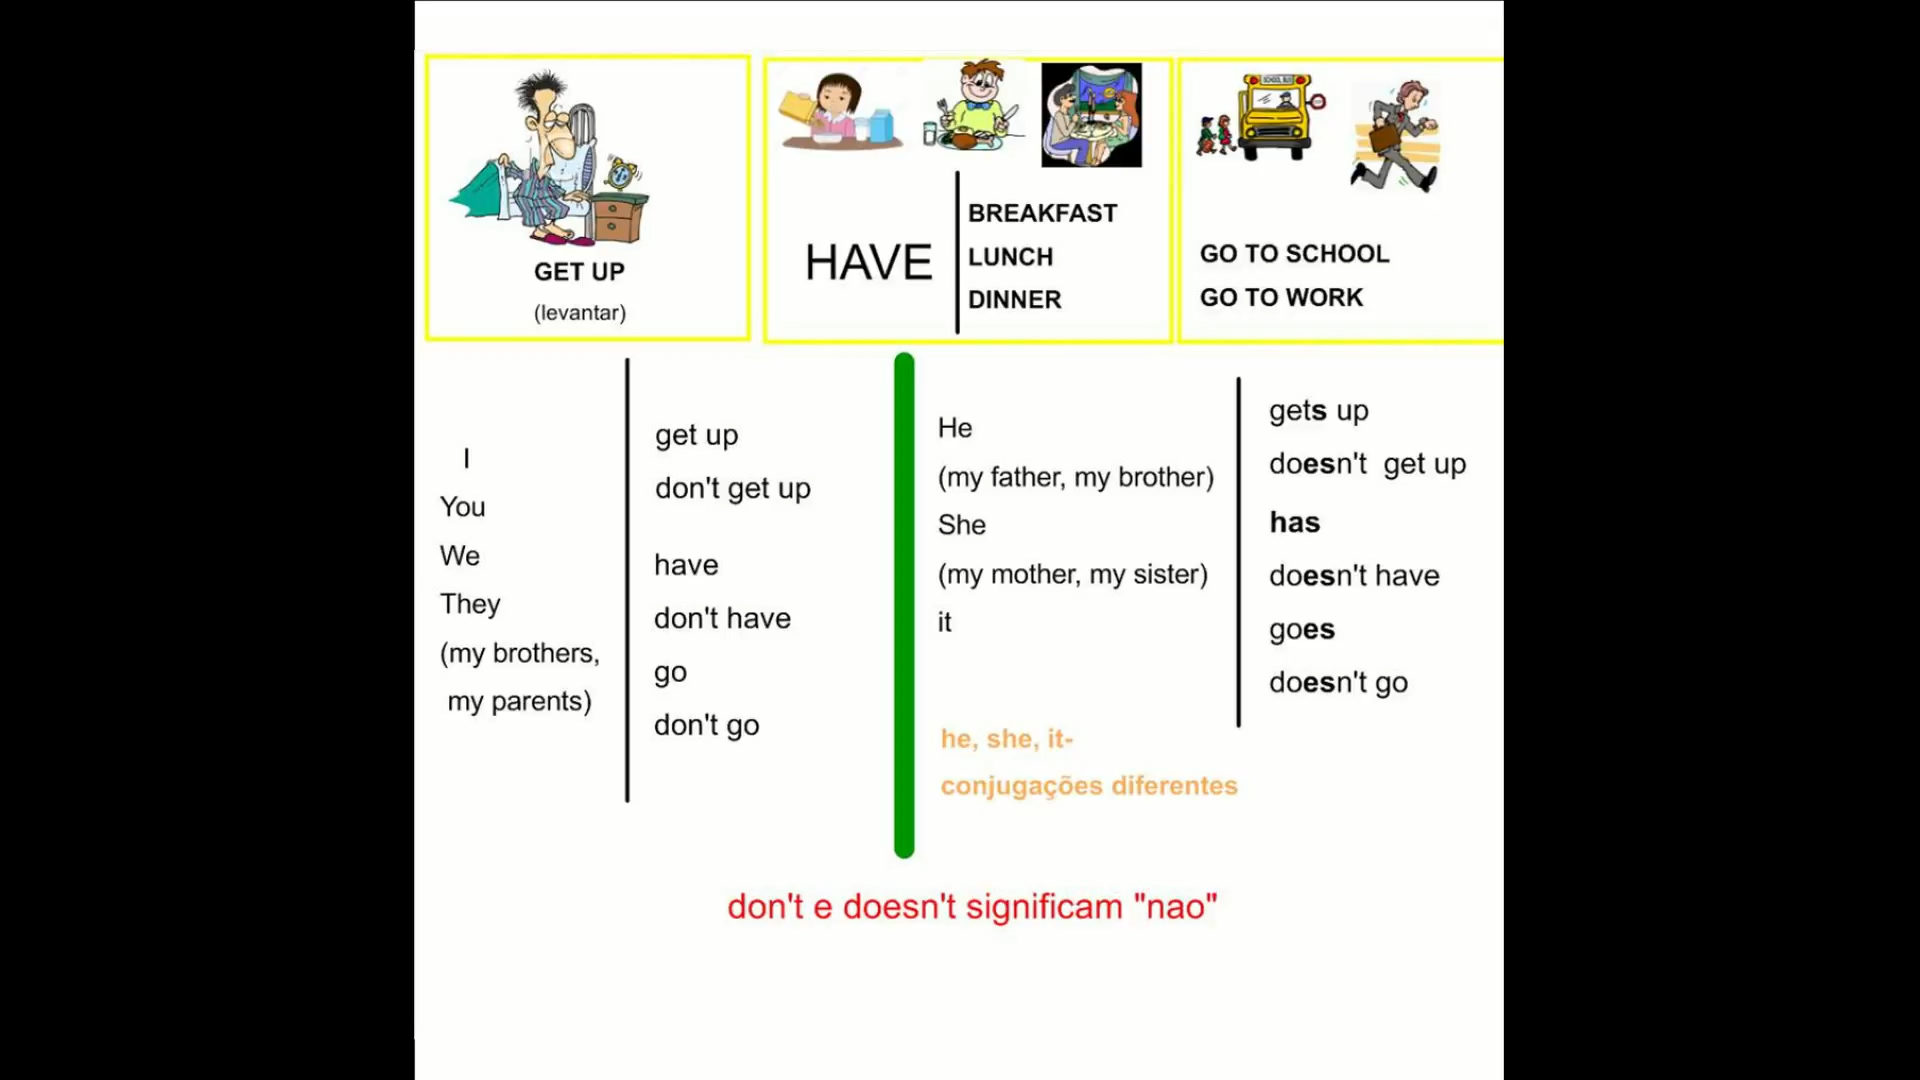 GET UP
(levantar)
HAVE
BREAKFAST
LUNCH
DINNER
SCHOOL BUS
GO TO SCHOOL
GO TO WORK
I
You
We
They
(my brothers,
my parents)
get up
don't get up
have
don't have
go
don't go
He
(my father, my brother)
She
(my mother, my sister)
it
gets up
doesn't get up
has
doesn't have
goes
doesn't go
he, she, it-
conjugações diferentes
don't e doesn't significam "nao"